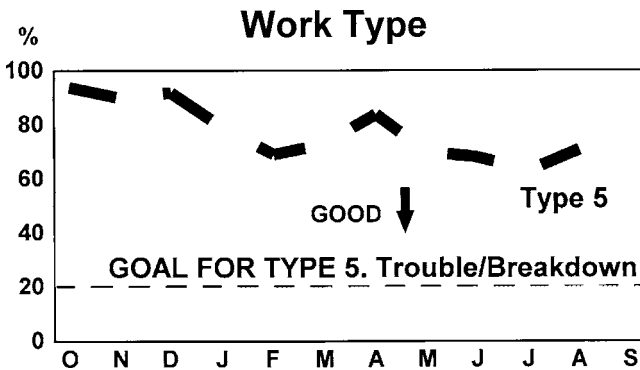 Work Type
%
100
80
60
40
20
0
Type 5
GOOD
GOAL FOR TYPE 5. Trouble/Breakdown
O N D J F M A M J J A S